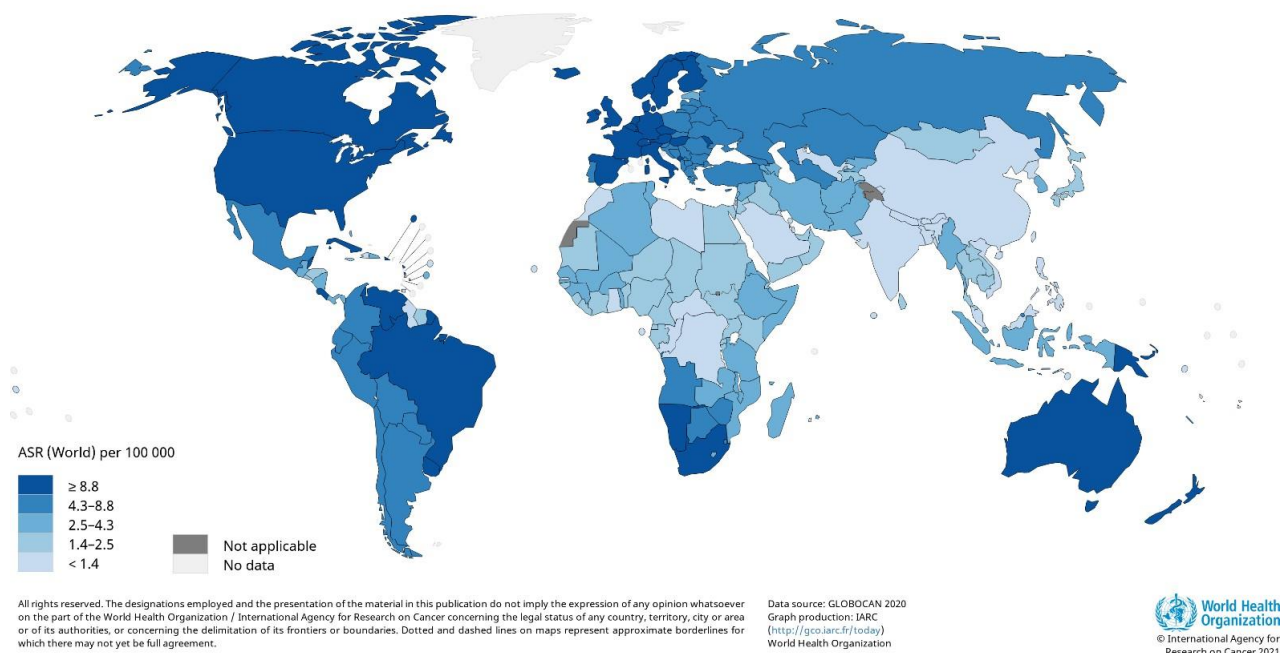 ASR (World) per 100 000
≥ 8.8
4.3–8.8
2.5–4.3
1.4–2.5
< 1.4
Not applicable
No data
All rights reserved. The designations employed and the presentation of the material in this publication do not imply the expression of any opinion whatsoever
on the part of the World Health Organization / International Agency for Research on Cancer concerning the legal status of any country, territory, city or area
or of its authorities, or concerning the delimitation of its frontiers or boundaries. Dotted and dashed lines on maps represent approximate borderlines for
which there may not yet be full agreement.
Data source: GLOBOCAN 2020
Graph production: IARC
(http://gco.iarc.fr/today)
World Health Organization
World Health
Organization
© International Agency for
Research on Cancer 2021